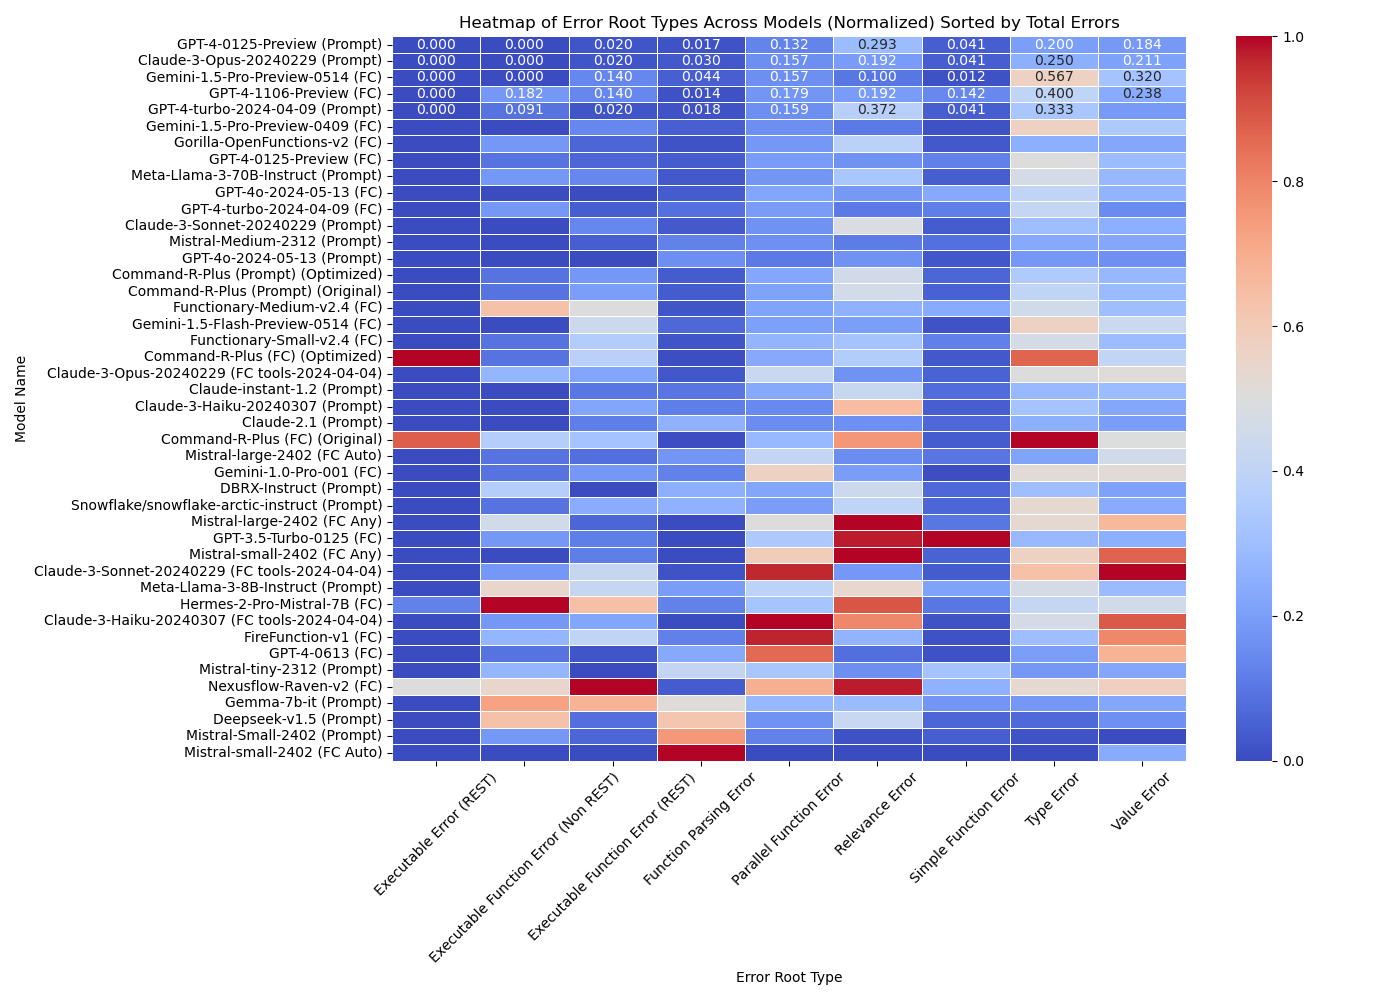 Heatmap of Error Root Types Across Models (Normalized) Sorted by Total Errors
GPT-4-0125-Preview (Prompt) 0.000 0.000 0.020 0.017 0.132 0.293 0.041 0.200 0.184
Claude-3-Opus-20240229 (Prompt) 0.000 0.000 0.020 0.030 0.157 0.192 0.041 0.250 0.211
Gemini-1.5-Pro-Preview-0514 (FC) 0.000 0.000 0.140 0.044 0.157 0.100 0.012 0.567 0.320
GPT-4-1106-Preview (FC) 0.000 0.182 0.140 0.014 0.179 0.192 0.142 0.400 0.238
GPT-4-turbo-2024-04-09 (Prompt) 0.000 0.091 0.020 0.018 0.159 0.372 0.041 0.333
Gemini-1.5-Pro-Preview-0409 (FC)
Gorilla-OpenFunctions-v2 (FC)
GPT-4-0125-Preview (FC)
Meta-Llama-3-70B-Instruct (Prompt)
GPT-4o-2024-05-13 (FC)
GPT-4-turbo-2024-04-09 (FC)
Claude-3-Sonnet-20240229 (Prompt)
Mistral-Medium-2312 (Prompt)
GPT-4o-2024-05-13 (Prompt)
Command-R-Plus (Prompt) (Optimized)
Command-R-Plus (Prompt) (Original)
Functionary-Medium-v2.4 (FC)
Gemini-1.5-Flash-Preview-0514 (FC)
Functionary-Small-v2.4 (FC)
Command-R-Plus (FC) (Optimized)
Claude-3-Opus-20240229 (FC tools-2024-04-04)
Claude-instant-1.2 (Prompt)
Claude-3-Haiku-20240307 (Prompt)
Claude-2.1 (Prompt)
Command-R-Plus (FC) (Original)
Mistral-large-2402 (FC Auto)
Gemini-1.0-Pro-001 (FC)
DBRX-Instruct (Prompt)
Snowflake/snowflake-arctic-instruct (Prompt)
Mistral-large-2402 (FC Any)
GPT-3.5-Turbo-0125 (FC)
Mistral-small-2402 (FC Any)
Claude-3-Sonnet-20240229 (FC tools-2024-04-04)
Meta-Llama-3-8B-Instruct (Prompt)
Hermes-2-Pro-Mistral-7B (FC)
Claude-3-Haiku-20240307 (FC tools-2024-04-04)
FireFunction-v1 (FC)
GPT-4-0613 (FC)
Mistral-tiny-2312 (Prompt)
Nexusflow-Raven-v2 (FC)
Gemma-7b-it (Prompt)
Deepseek-v1.5 (Prompt)
Mistral-Small-2402 (Prompt)
Mistral-small-2402 (FC Auto)
Model Name
Executable Error (REST)
Executable Function Error (Non REST)
Executable Function Error (REST)
Function Parsing Error
Parallel Function Error
Relevance Error
Simple Function Error
Type Error
Value Error
Error Root Type
1.0
0.8
0.6
0.4
0.2
0.0